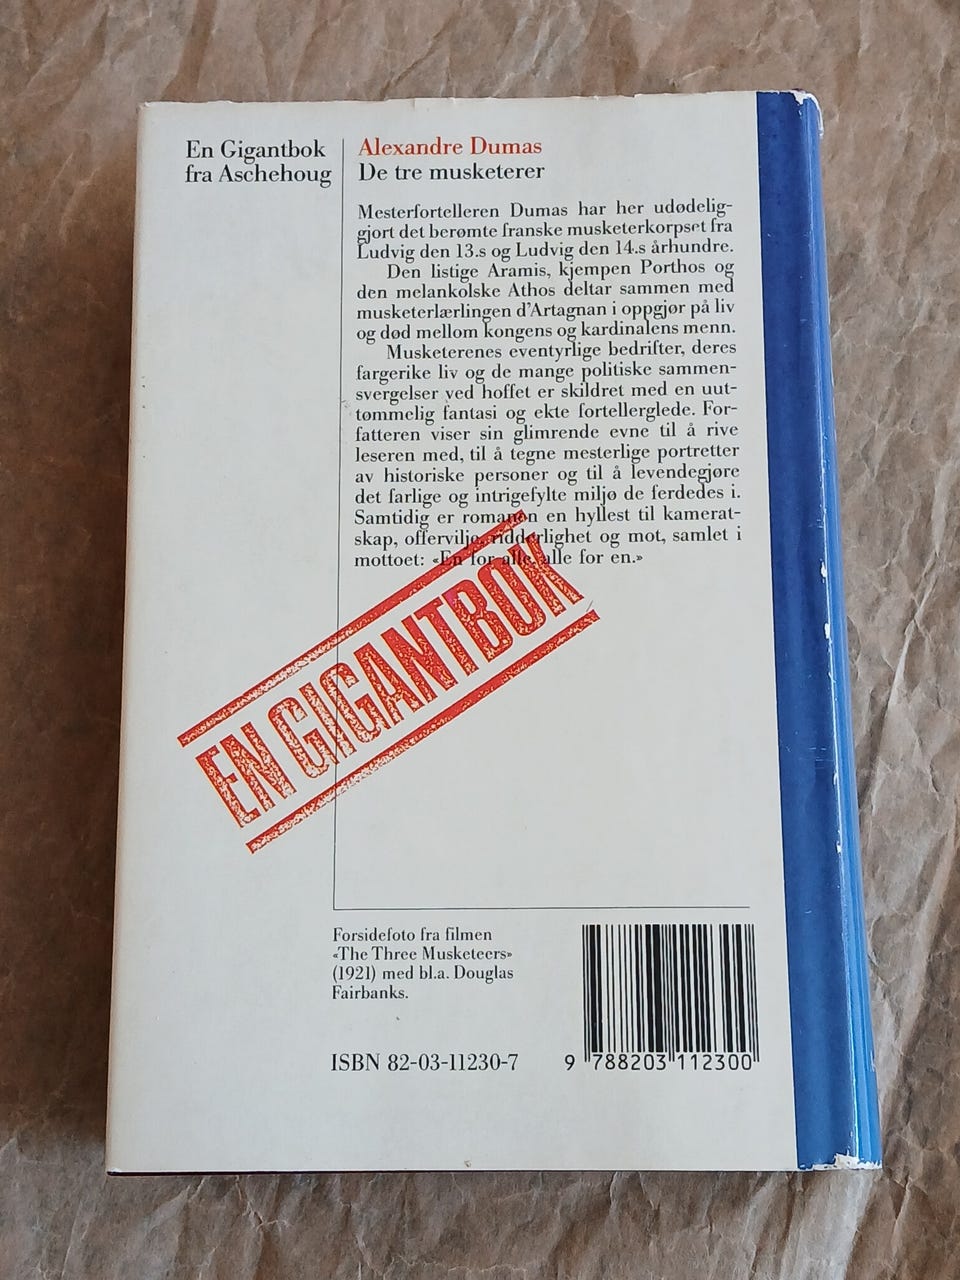 En Gigantbok
fra Aschehoug
Alexandre Dumas
De tre musketerer
Mesterfortelleren Dumas har her udødelig-
gjort det berømte franske musketerkorpset fra
Ludvig den 13.s og Ludvig den 14.s århundre.
Den listige Aramis, kjempen Porthos og
den melankolske Athos deltar sammen med
musketerlærlingen d'Artagnan i oppgjør på liv
og død mellom kongens og kardinalens menn.
Musketerenes eventyrlige bedrifter, deres
fargerike liv og de mange politiske sammen-
svergelser ved hoffet er skildret med en uut-
tømmelig fantasi og ekte fortellerglede. For-
fatteren viser sin glimrende evne til å rive
leseren med, til å tegne mesterlige portretter
av historiske personer og til å levendegjøre
det farlige og intrigefylte miljø de ferdedes i.
Samtidig er romanen en hyllest til kamerat-
skap, offervilje, ridderlighet og mot, samlet i
mottoet: «En for alle, alle for en.»
EN GIGANTBOK
Forsidefoto fra filmen
«The Three Musketeers»
(1921) med bl.a. Douglas
Fairbanks.
ISBN 82-03-11230-7
9 788203 112300